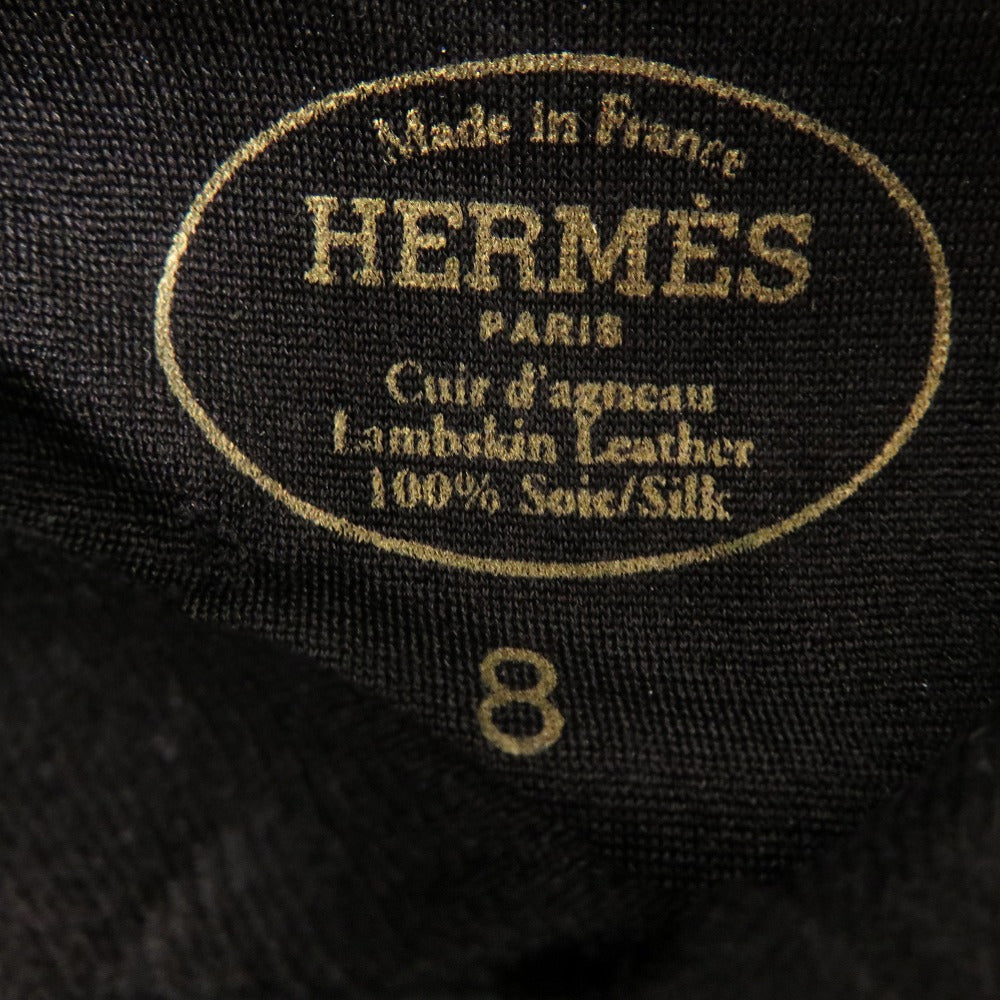 Made in France
HERMÈS
PARIS
Cuir d'agneau
Lambskin Leather
100% Soie/Silk
8